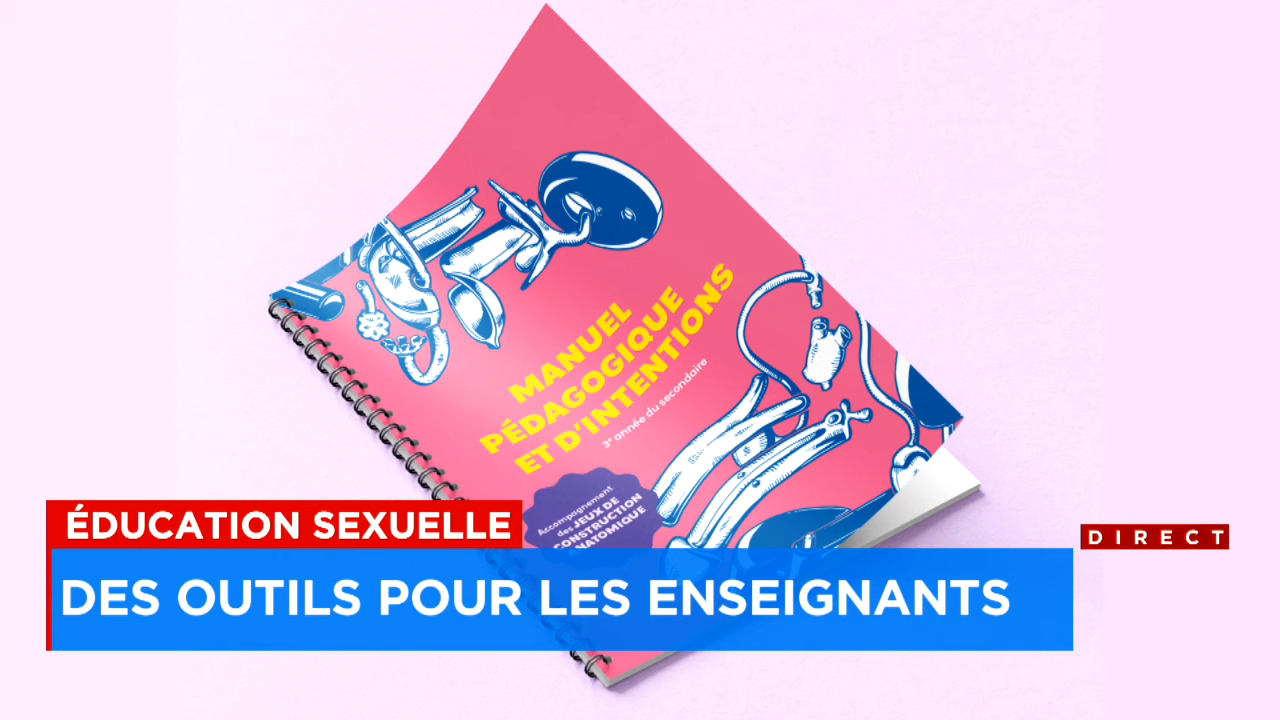 MANUEL
PÉDAGOGIQUE
ET D'INTENTIONS
3e année du secondaire
Accompagnement
des JEUX DE
CONSTRUCTION
ANATOMIQUE
ÉDUCATION SEXUELLE
DES OUTILS POUR LES ENSEIGNANTS
DIRECT